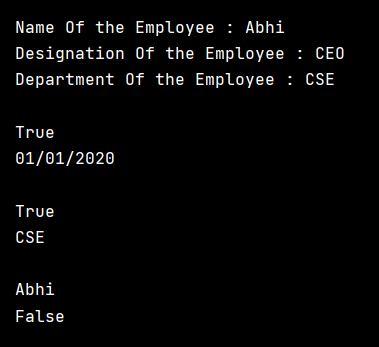 Name Of the Employee : Abhi
Designation Of the Employee : CEO
Department Of the Employee : CSE
True
01/01/2020
True
CSE
Abhi
False